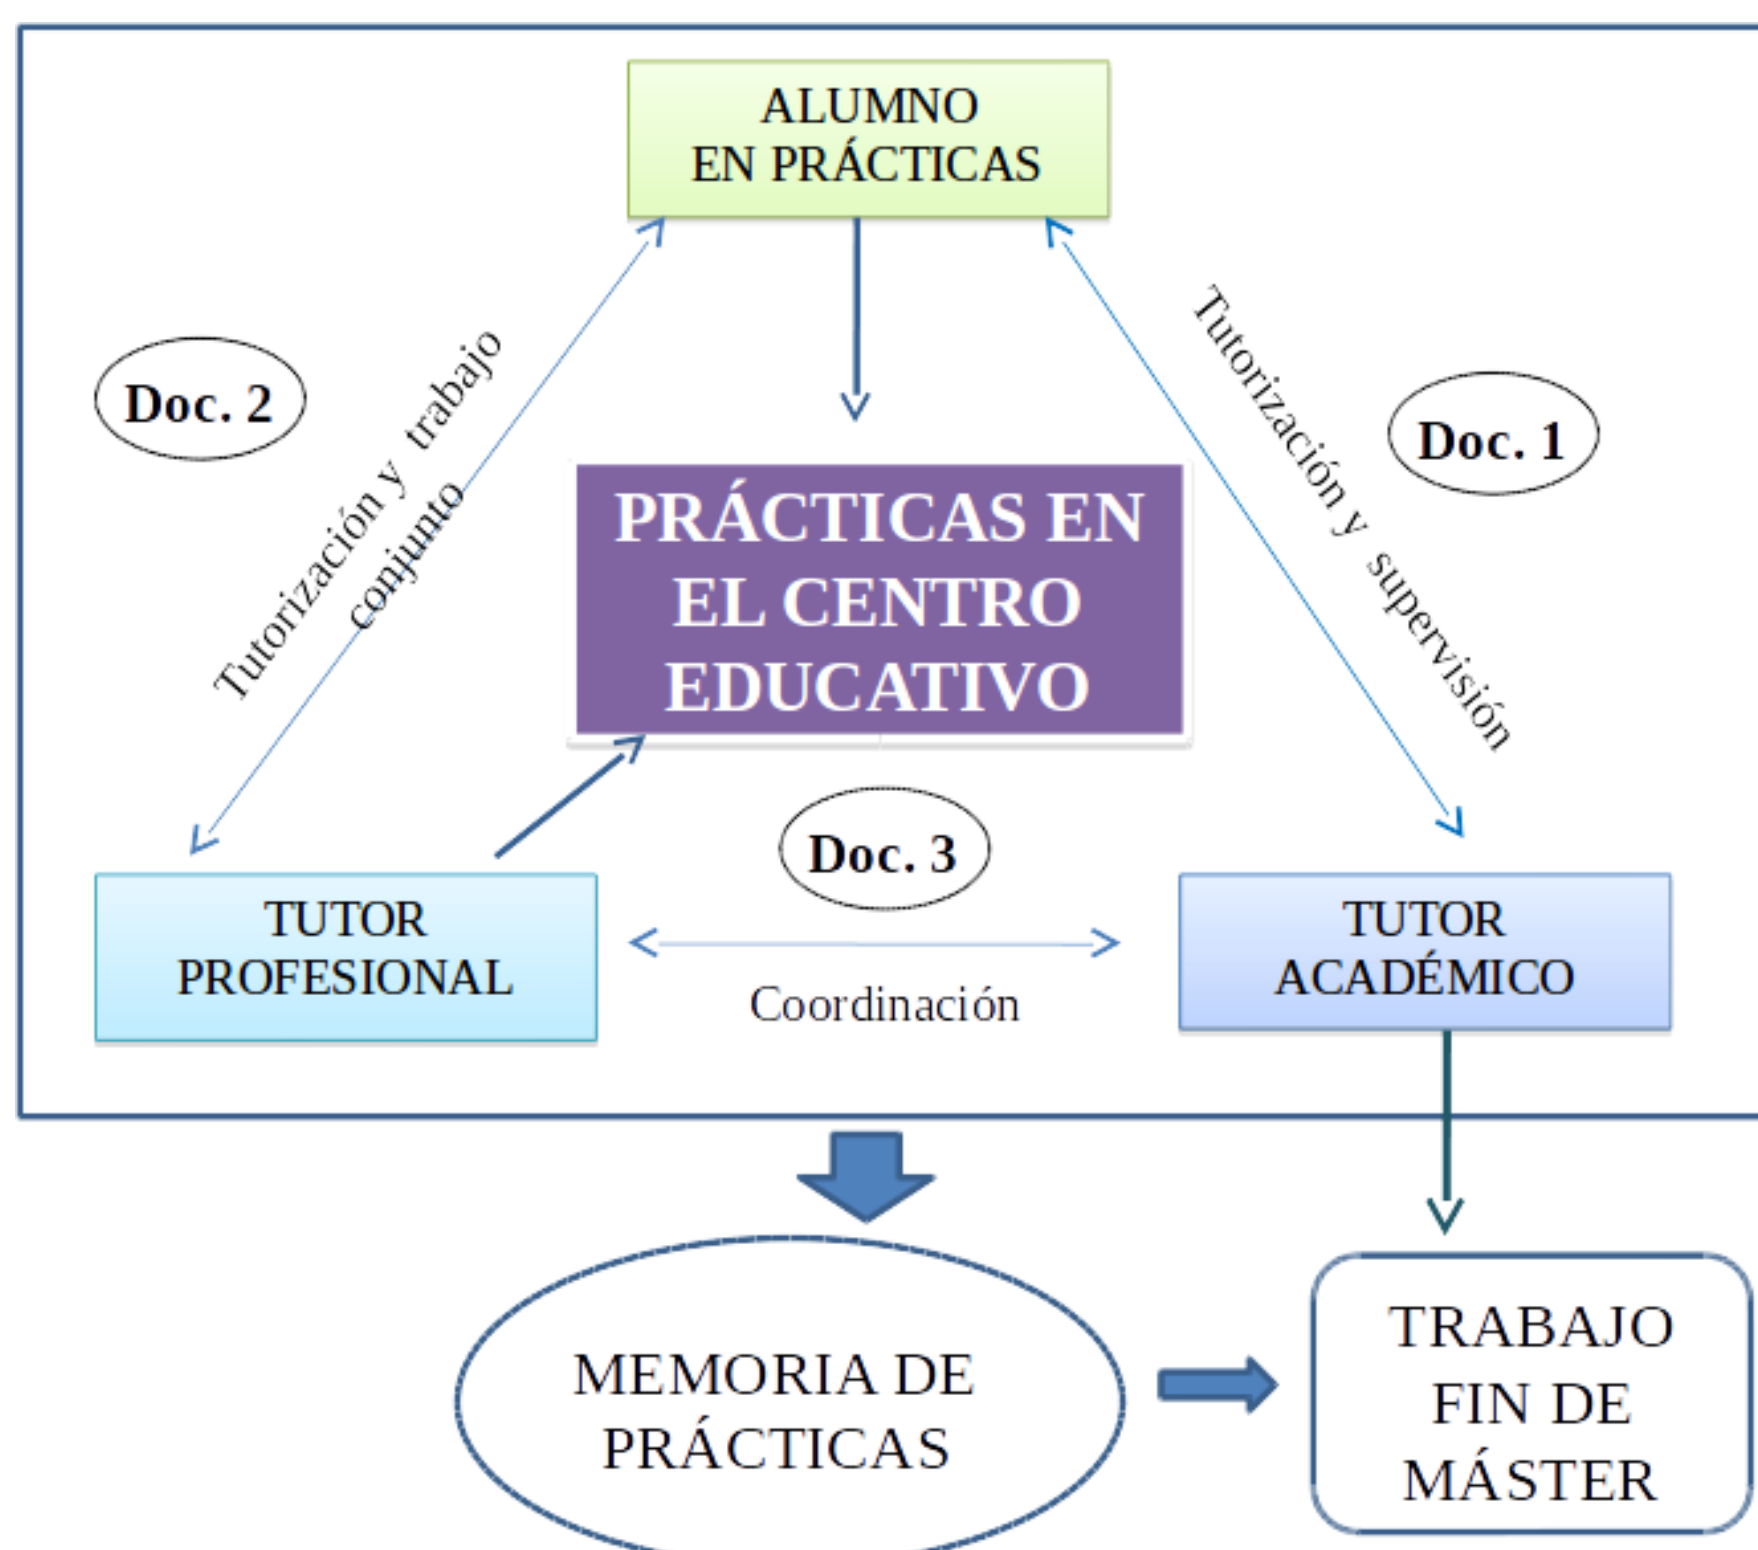 ALUMNO
EN PRÁCTICAS
Tutorización y trabajo
conjunto
Doc. 2
Tutorización y supervisión
Doc. 1
PRÁCTICAS EN
EL CENTRO
EDUCATIVO
Doc. 3
TUTOR
PROFESIONAL
Coordinación
TUTOR
ACADÉMICO
MEMORIA DE
PRÁCTICAS
TRABAJO
FIN DE
MÁSTER